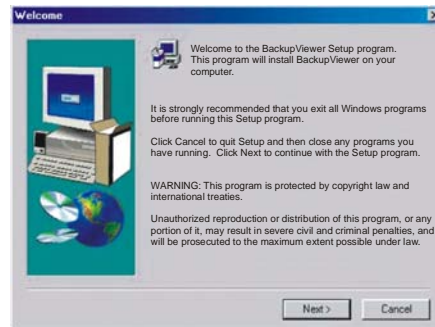 Welcome
Welcome to the BackupViewer Setup program.
This program will install BackupViewer on your
computer.
It is strongly recommended that you exit all Windows programs
before running this Setup program.
Click Cancel to quit Setup and then close any programs you
have running. Click Next to continue with the Setup program.
WARNING: This program is protected by copyright law and
international treaties.
Unauthorized reproduction or distribution of this program, or any
portion of it, may result in severe civil and criminal penalties, and
will be prosecuted to the maximum extent possible under law.
Next > Cancel